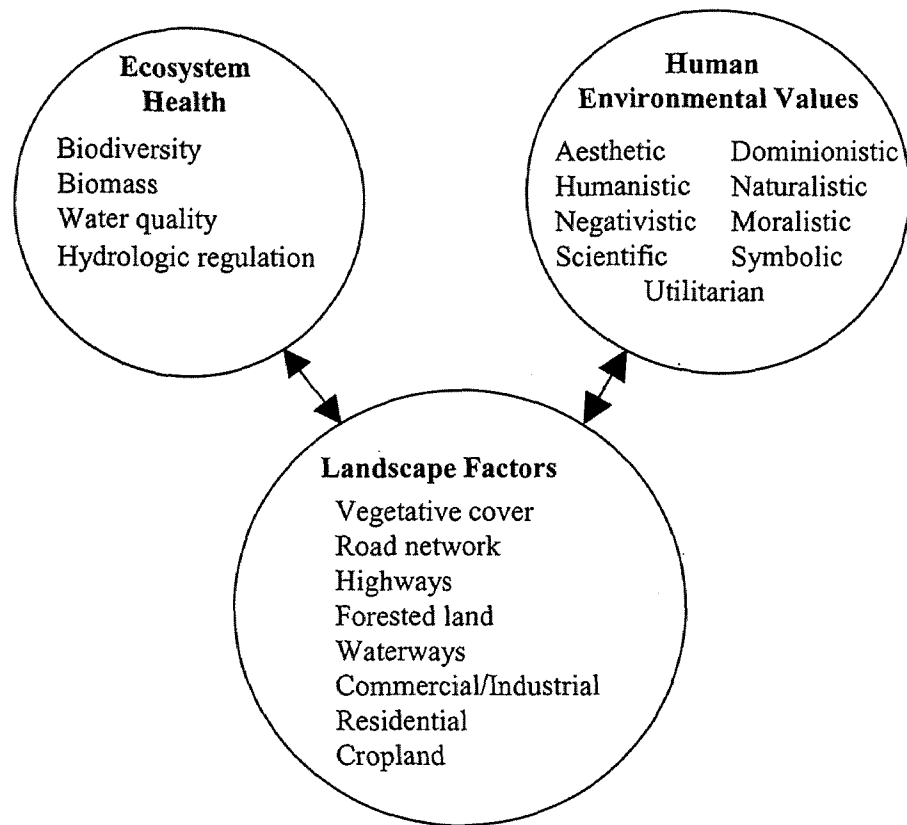 Ecosystem
Health
Biodiversity
Biomass
Water quality
Hydrologic regulation
Human
Environmental Values
Aesthetic Dominionistic
Humanistic Naturalistic
Negativistic Moralistic
Scientific Symbolic
Utilitarian
Landscape Factors
Vegetative cover
Road network
Highways
Forested land
Waterways
Commercial/Industrial
Residential
Cropland